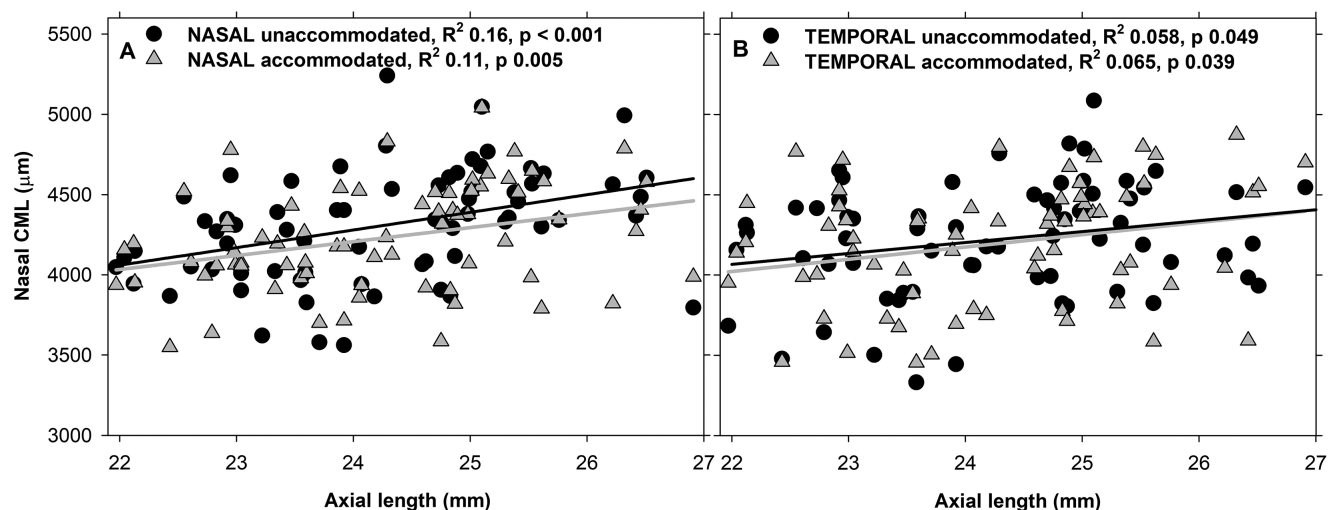 A
NASAL unaccommodated, R² 0.16, p < 0.001
NASAL accommodated, R² 0.11, p 0.005
B
TEMPORAL unaccommodated, R² 0.058, p 0.049
TEMPORAL accommodated, R² 0.065, p 0.039
Nasal CML (μm)
5500
5000
4500
4000
3500
3000
22 23 24 25 26 27
22 23 24 25 26 27
Axial length (mm)
Axial length (mm)